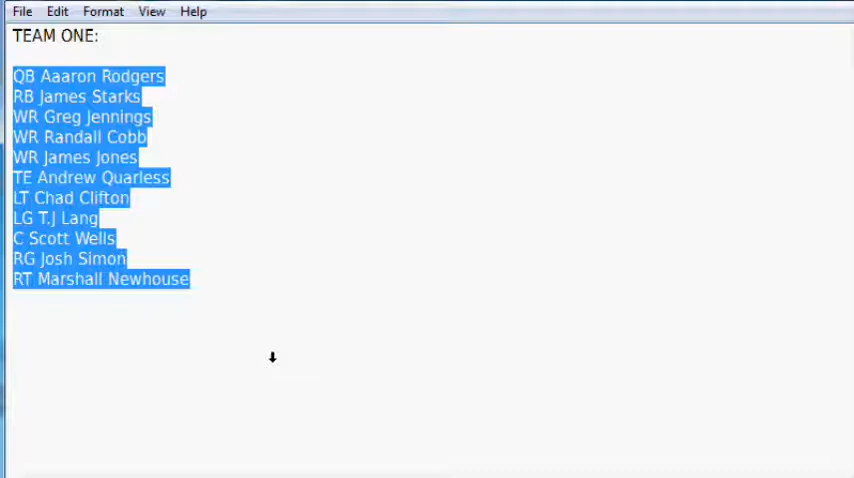 File Edit Format View Help
TEAM ONE:
QB Aaaron Rodgers
RB James Starks
WR Greg Jennings
WR Randall Cobb
WR James Jones
TE Andrew Quarless
LT Chad Clifton
LG T.J Lang
C Scott Wells
RG Josh Simon
RT Marshall Newhouse